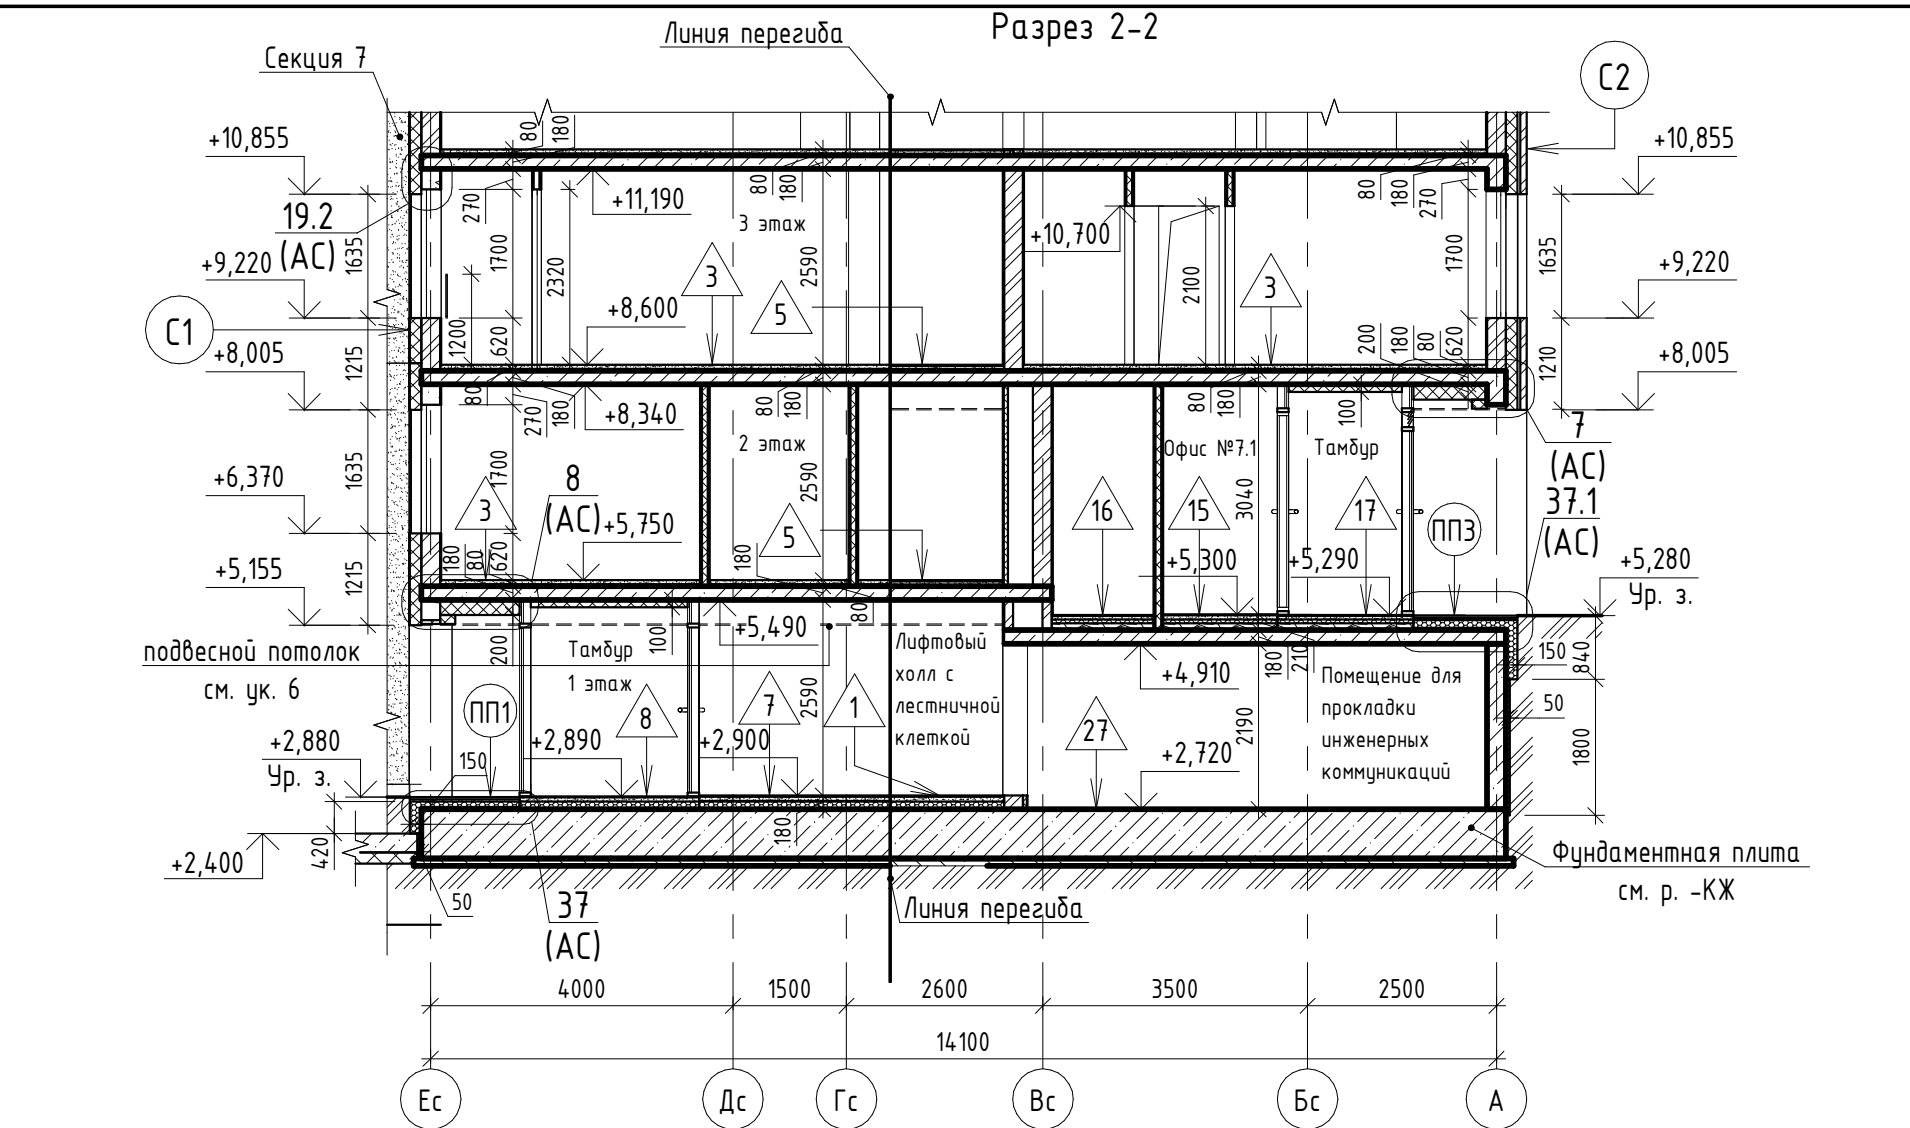 Разрез 2-2
Линия перегиба
Секция 7
С2
+10,855
80
180
+10,855
270
+11,190
80
180
80
180
270
19.2
(АС)
3 этаж
+10,700
1635
1700
2320
2590
2100
1700
1635
+9,220
3
5
3
+9,220
С1
+8,600
1200
620
200
180
80
620
+8,005
1215
1210
+8,005
80
270
180
+8,340
80
180
80
180
100
7
(АС)
2 этаж
Офис №7.1
Тамбур
+6,370
1635
1700
8
(АС)
2590
3040
37.1
(АС)
3
+5,750
5
16
15
17
ПП3
+5,155
1215
180
80
620
180
+5,300
+5,290
+5,280
Ур. з.
80
подвесной потолок
см. ук. 6
200
Тамбур
1 этаж
100
+5,490
Лифтовый
холл с
лестничной
клеткой
180
210
+4,910
Помещение для
прокладки
инженерных
коммуникаций
150
840
50
1800
ПП1
8
7
2590
1
27
2190
+2,880
Ур. з.
150
+2,890
+2,900
+2,720
180
420
+2,400
Фундаментная плита
см. р. -КЖ
50
37
(АС)
Линия перегиба
4000
1500
2600
3500
2500
14100
Ес
Дс
Гс
Вс
Бс
А